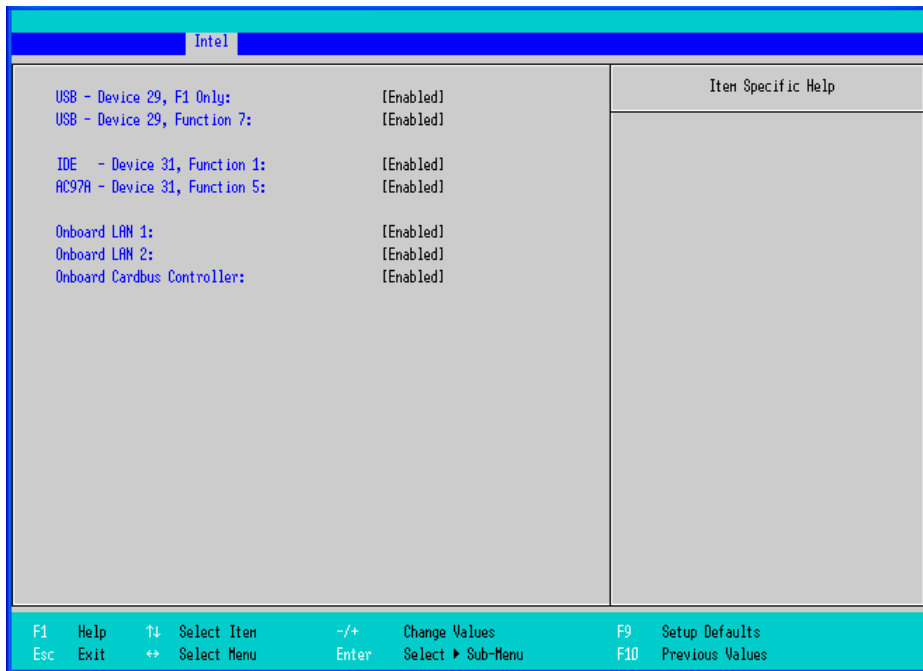 Intel
USB - Device 29, F1 Only: [Enabled]
USB - Device 29, Function 7: [Enabled]
IDE - Device 31, Function 1: [Enabled]
AC97A - Device 31, Function 5: [Enabled]
Onboard LAN 1: [Enabled]
Onboard LAN 2: [Enabled]
Onboard Cardbus Controller: [Enabled]
Item Specific Help
F1 Help ↑↓ Select Item -/+ Change Values F9 Setup Defaults
Esc Exit ↔ Select Menu Enter Select ▶ Sub-Menu F10 Previous Values